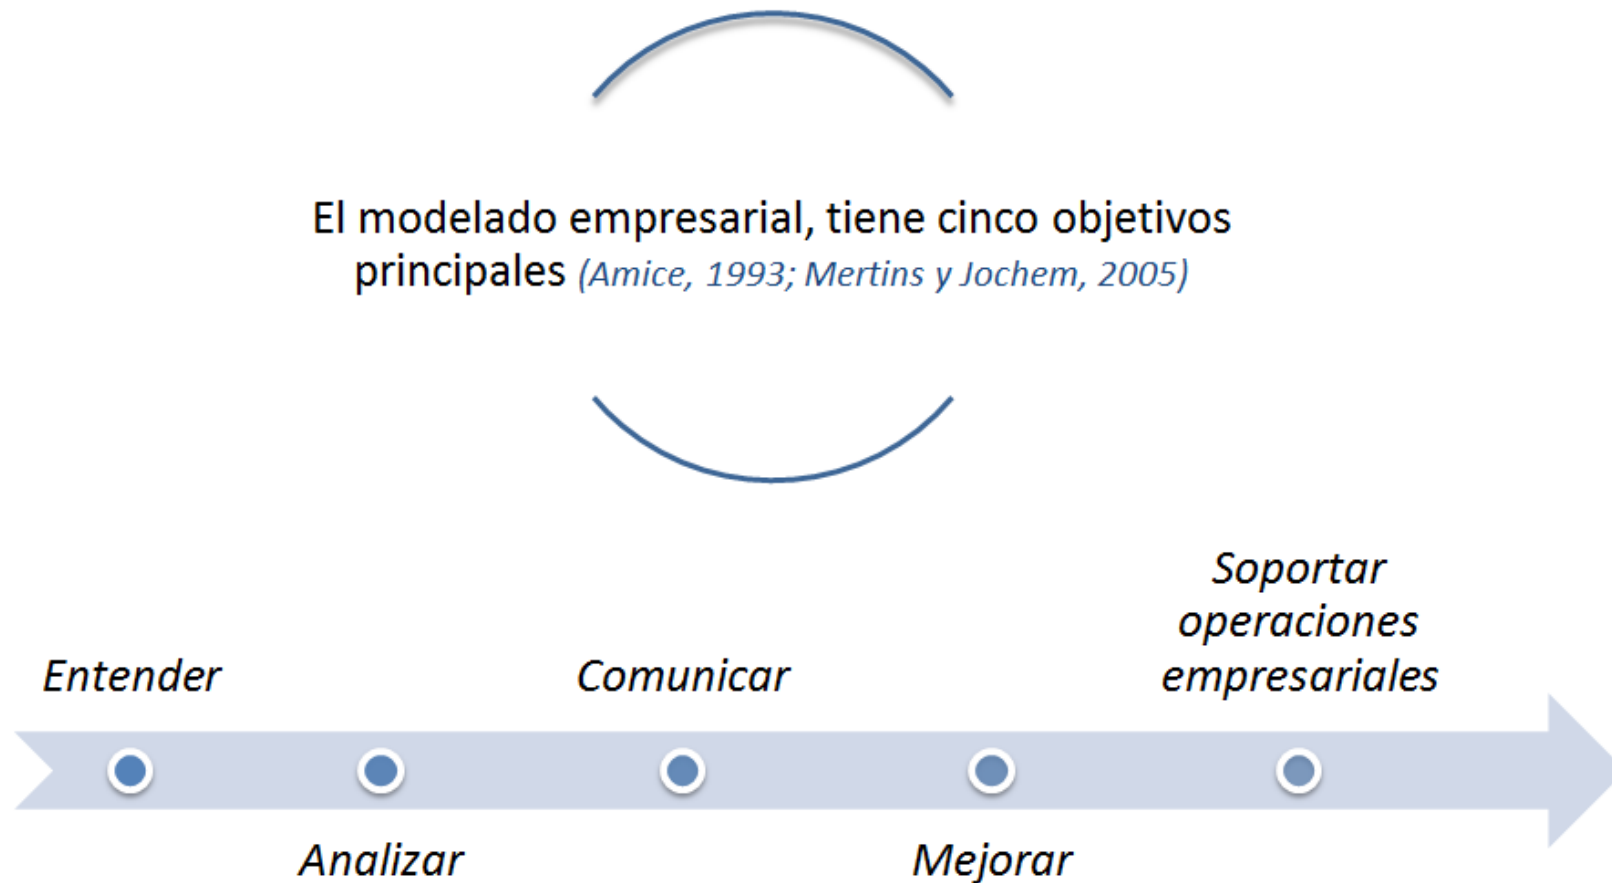 El modelado empresarial, tiene cinco objetivos
principales (Amice, 1993; Mertins y Jochem, 2005)
Entender
Analizar
Comunicar
Mejorar
Soportar
operaciones
empresariales